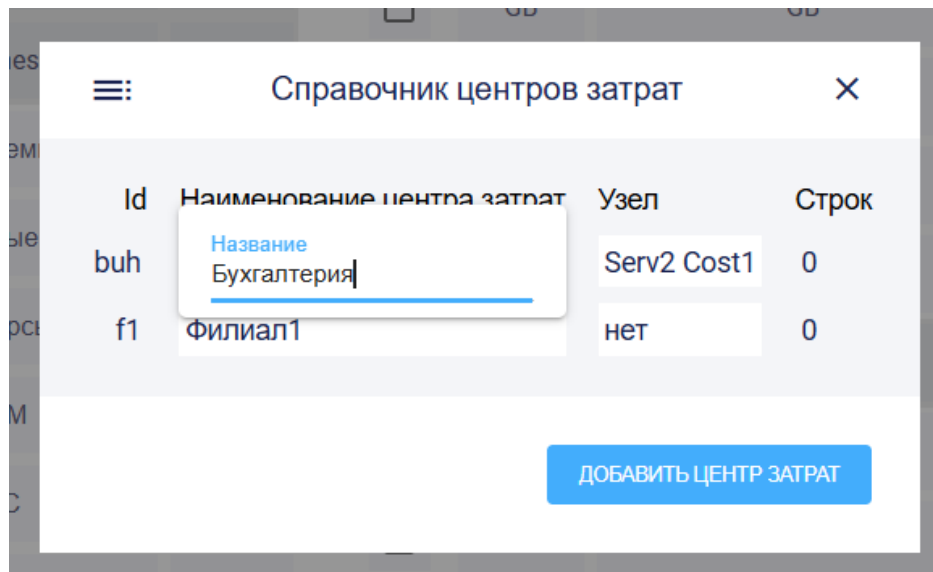 Справочник центров затрат
Id Наименование центра затрат Узел Строк
Название
buh Бухгалтерия Serv2 Cost1 0
f1 Филиал1 нет 0
ДОБАВИТЬ ЦЕНТР ЗАТРАТ